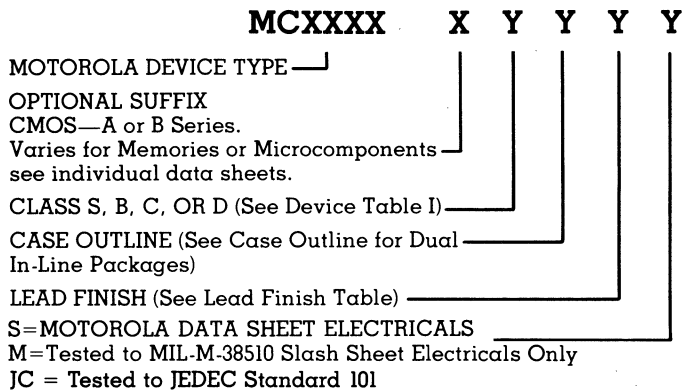 MCXXXX X Y Y Y Y
MOTOROLA DEVICE TYPE
OPTIONAL SUFFIX
CMOS—A or B Series.
Varies for Memories or Microcomponents
see individual data sheets.
CLASS S, B, C, OR D (See Device Table I)
CASE OUTLINE (See Case Outline for Dual
In-Line Packages)
LEAD FINISH (See Lead Finish Table)
S=MOTOROLA DATA SHEET ELECTRICALS
M=Tested to MIL-M-38510 Slash Sheet Electricals Only
JC = Tested to JEDEC Standard 101